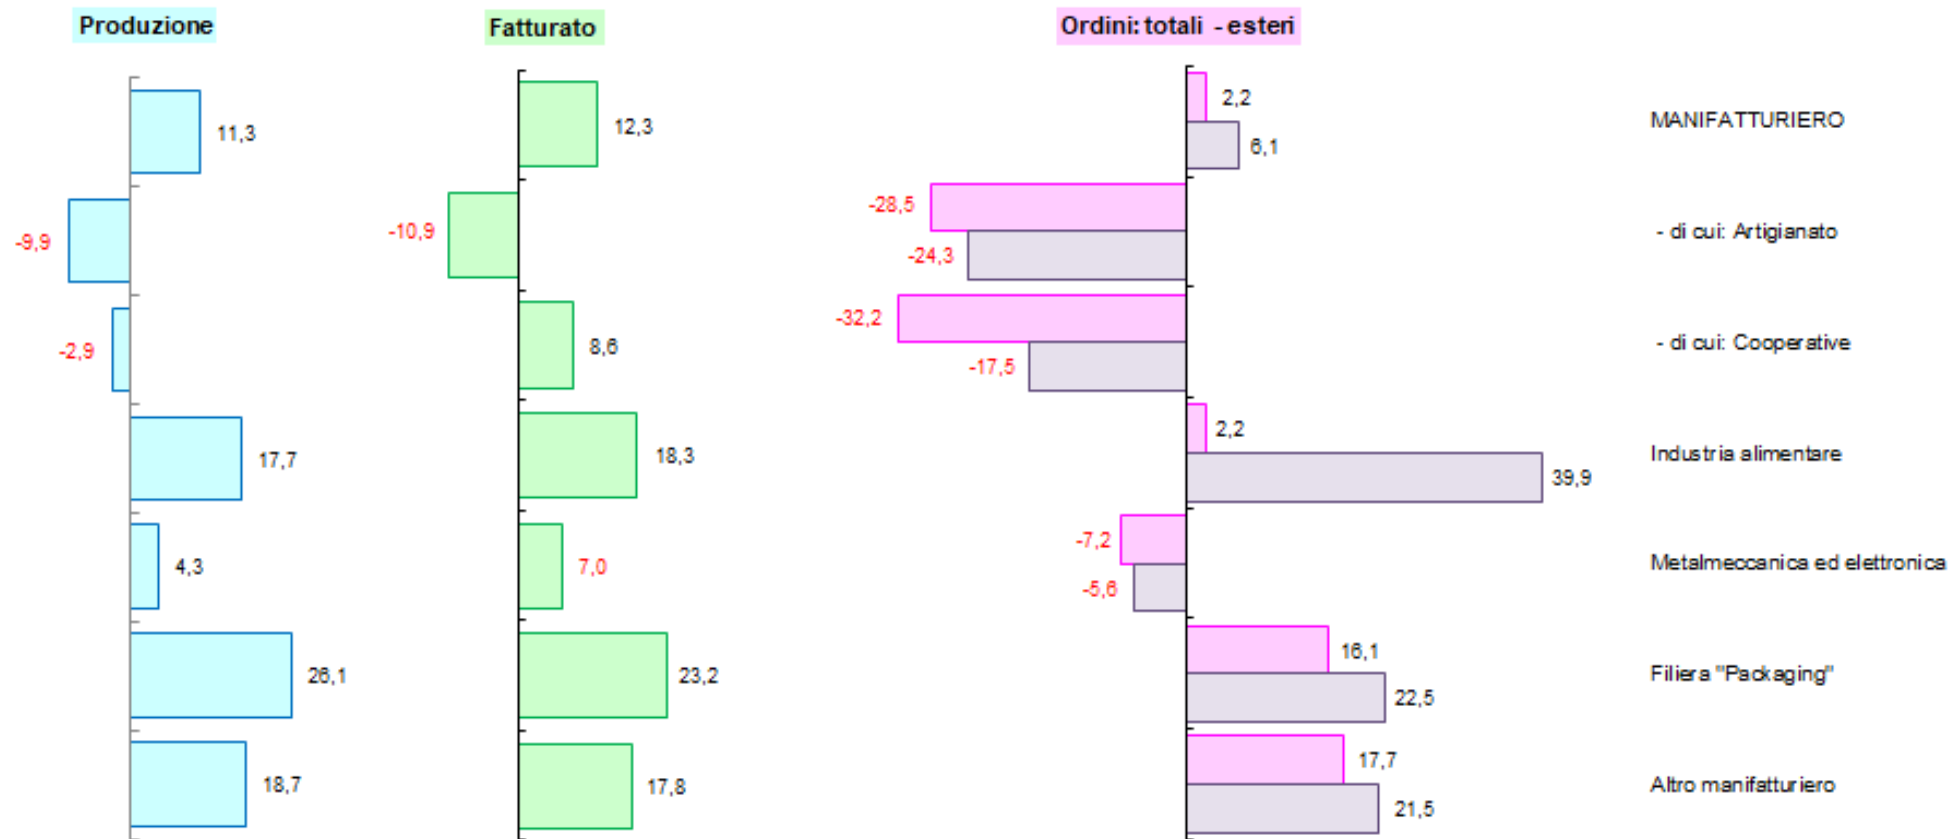 Produzione Fatturato Ordini: totali - esteri
11,3 12,3 2,2 MANIFATTURIERO
6,1
-9,9 -10,9 -28,5 - di cui: Artigianato
-24,3
-2,9 8,6 -32,2 - di cui: Cooperative
-17,5
17,7 18,3 2,2 Industria alimentare
39,9
4,3 7,0 -7,2 Metalmeccanica ed elettronica
-5,6
26,1 23,2 16,1 Filiera "Packaging"
22,5
18,7 17,8 17,7 Altro manifatturiero
21,5